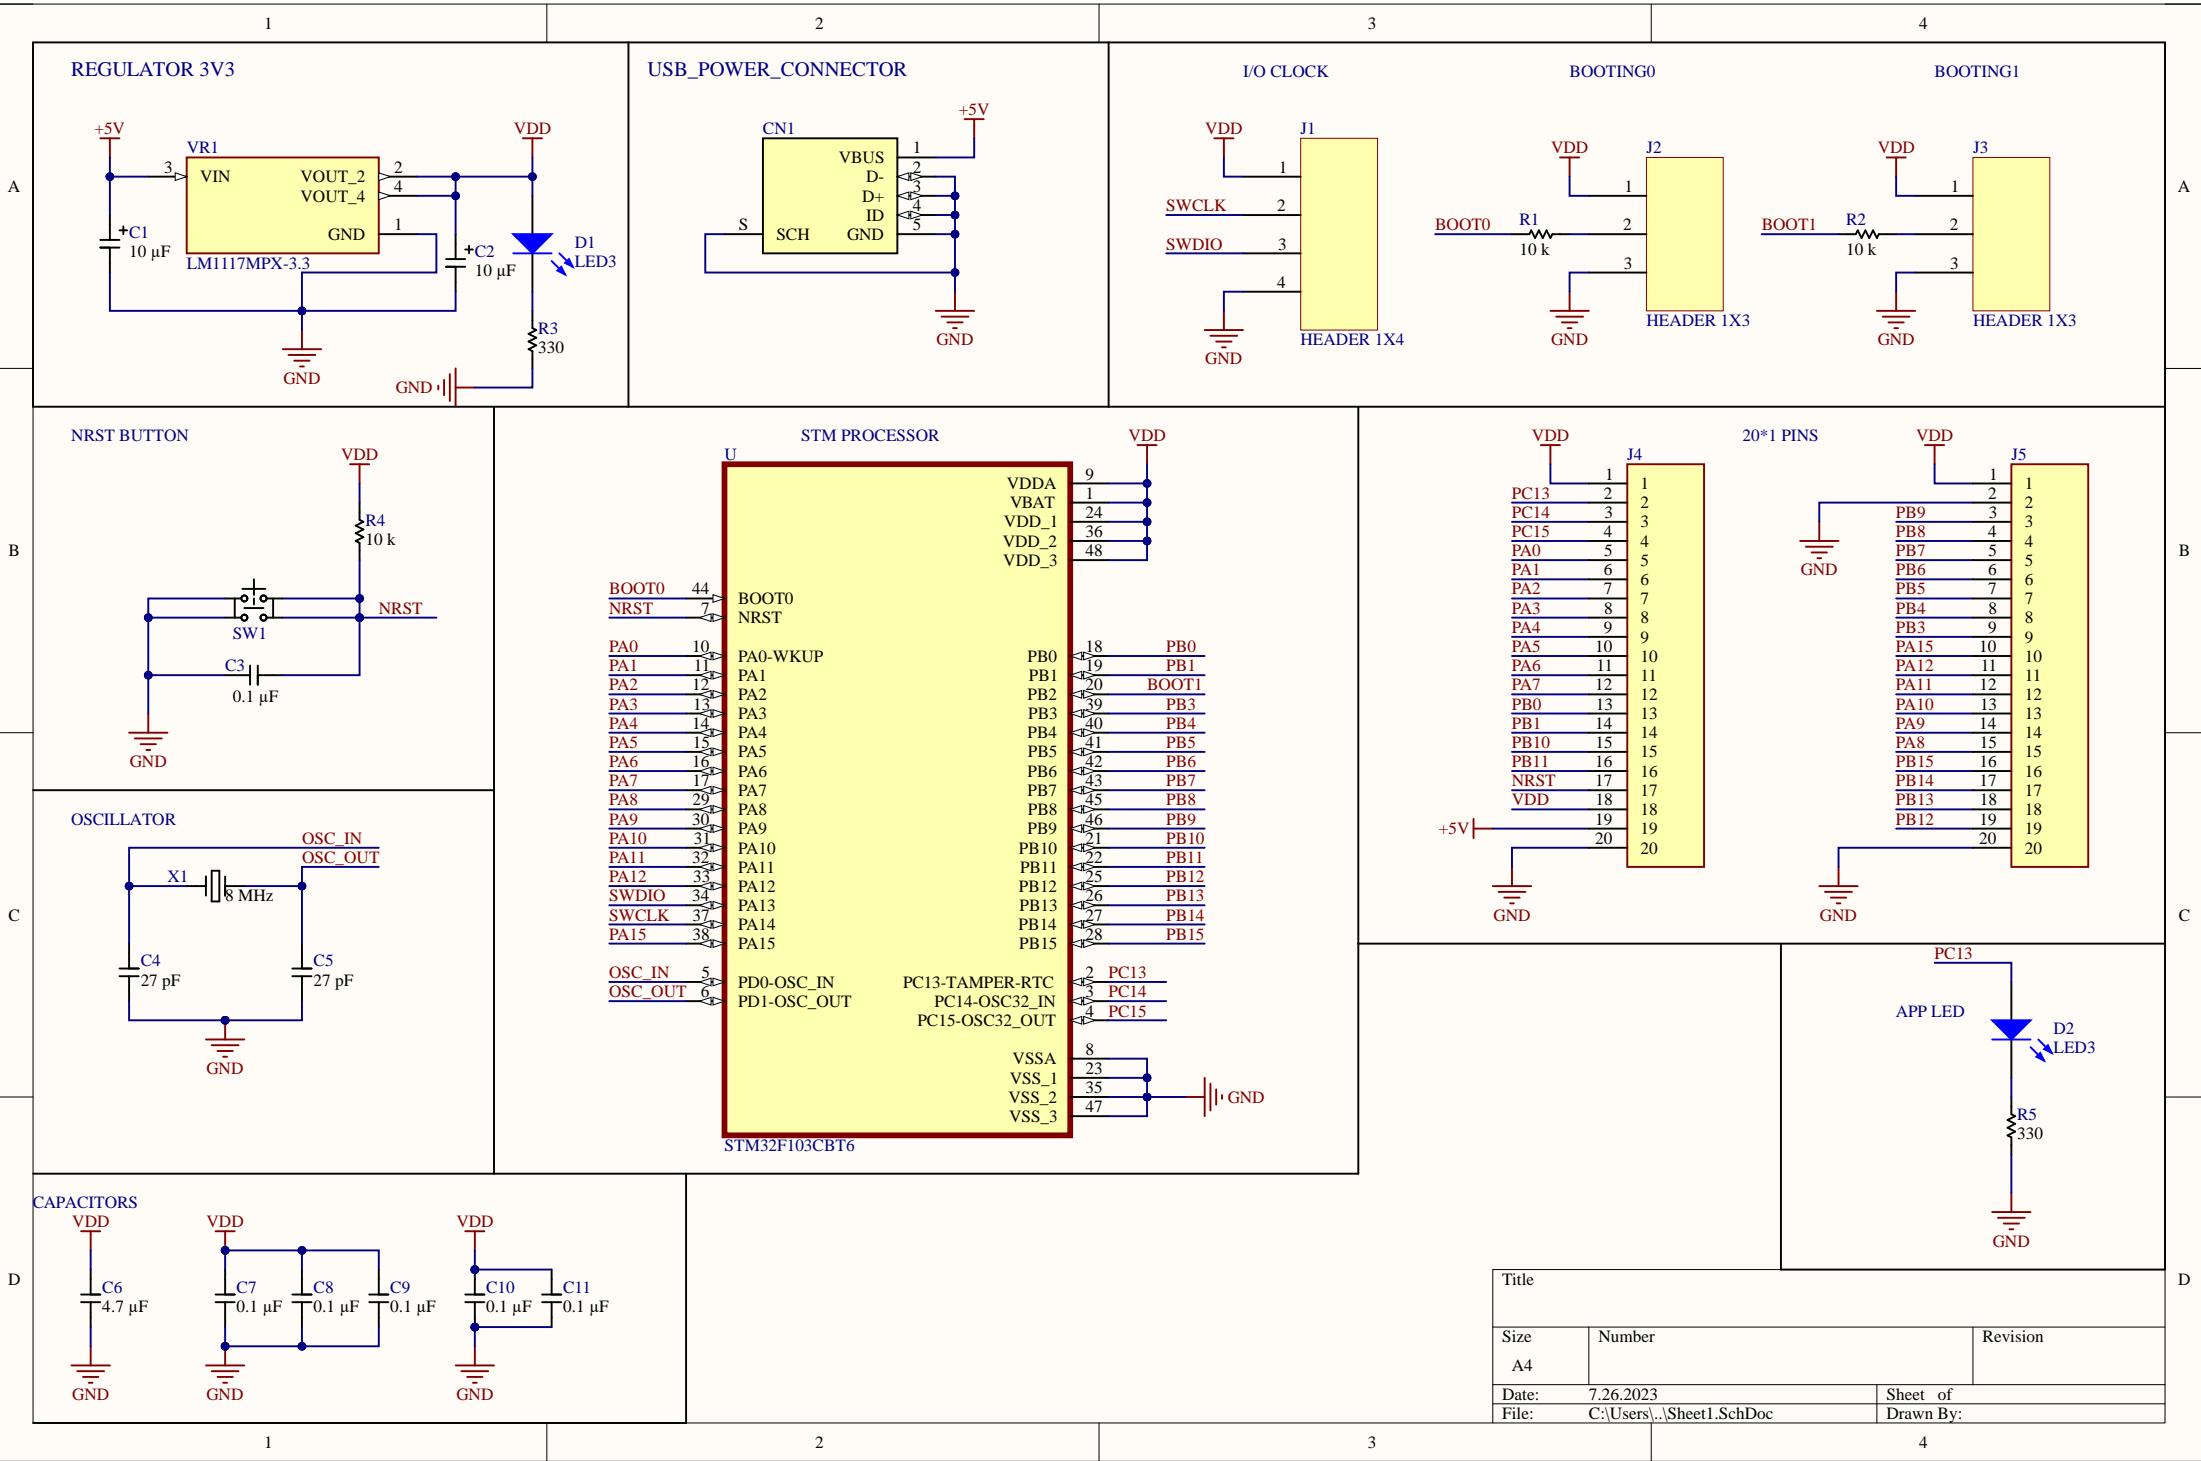 1 2 3 4
A A
B B
C C
D D
REGULATOR 3V3
+5V
VDD
VR1
3 VIN
VOUT_2 2
VOUT_4 4
GND 1
LM1117MPX-3.3
+C1
10 µF
+C2
10 µF
D1
LED3
R3
330
GND
GND
USB_POWER_CONNECTOR
+5V
CN1
VBUS 1
D- 2
D+ 3
ID 4
GND 5
S SCH
GND
I/O CLOCK
VDD
J1
1
SWCLK 2
SWDIO 3
4
GND
HEADER 1X4
BOOTING0
VDD
J2
1
BOOT0 R1 2
10 k
3
GND
HEADER 1X3
BOOTING1
VDD
J3
1
BOOT1 R2 2
10 k
3
GND
HEADER 1X3
NRST BUTTON
VDD
R4
10 k
NRST
SW1
C3
0.1 µF
GND
STM PROCESSOR
VDD
U
VDDA 9
VBAT 1
VDD_1 24
VDD_2 36
VDD_3 48
BOOT0 44 BOOT0
NRST 7 NRST
PA0 10 PA0-WKUP
PA1 11 PA1
PA2 12 PA2
PA3 13 PA3
PA4 14 PA4
PA5 15 PA5
PA6 16 PA6
PA7 17 PA7
PA8 29 PA8
PA9 30 PA9
PA10 31 PA10
PA11 32 PA11
PA12 33 PA12
SWDIO 34 PA13
SWCLK 37 PA14
PA15 38 PA15
OSC_IN 5 PD0-OSC_IN
OSC_OUT 6 PD1-OSC_OUT
PB0 18 PB0
PB1 19 PB1
PB2 20 BOOT1
PB3 39 PB3
PB4 40 PB4
PB5 41 PB5
PB6 42 PB6
PB7 43 PB7
PB8 45 PB8
PB9 46 PB9
PB10 21 PB10
PB11 22 PB11
PB12 25 PB12
PB13 26 PB13
PB14 27 PB14
PB15 28 PB15
PC13-TAMPER-RTC 2 PC13
PC14-OSC32_IN 3 PC14
PC15-OSC32_OUT 4 PC15
VSSA 8
VSS_1 23
VSS_2 35
VSS_3 47
GND
STM32F103CBT6
20*1 PINS
VDD
J4
1 1
PC13 2 2
PC14 3 3
PC15 4 4
PA0 5 5
PA1 6 6
PA2 7 7
PA3 8 8
PA4 9 9
PA5 10 10
PA6 11 11
PA7 12 12
PB0 13 13
PB1 14 14
PB10 15 15
PB11 16 16
NRST 17 17
VDD 18 18
+5V 19 19
20 20
GND
VDD
J5
1 1
2 2
GND
PB9 3 3
PB8 4 4
PB7 5 5
PB6 6 6
PB5 7 7
PB4 8 8
PB3 9 9
PA15 10 10
PA12 11 11
PA11 12 12
PA10 13 13
PA9 14 14
PA8 15 15
PB15 16 16
PB14 17 17
PB13 18 18
PB12 19 19
20 20
GND
OSCILLATOR
OSC_IN
OSC_OUT
X1
8 MHz
C4
27 pF
C5
27 pF
GND
PC13
APP LED
D2
LED3
R5
330
GND
CAPACITORS
VDD VDD VDD
C6
4.7 µF
C7
0.1 µF
C8
0.1 µF
C9
0.1 µF
C10
0.1 µF
C11
0.1 µF
GND GND GND
Title
Size Number Revision
A4
Date: 7.26.2023 Sheet of
File: C:\Users\..\Sheet1.SchDoc Drawn By:
1 2 3 4